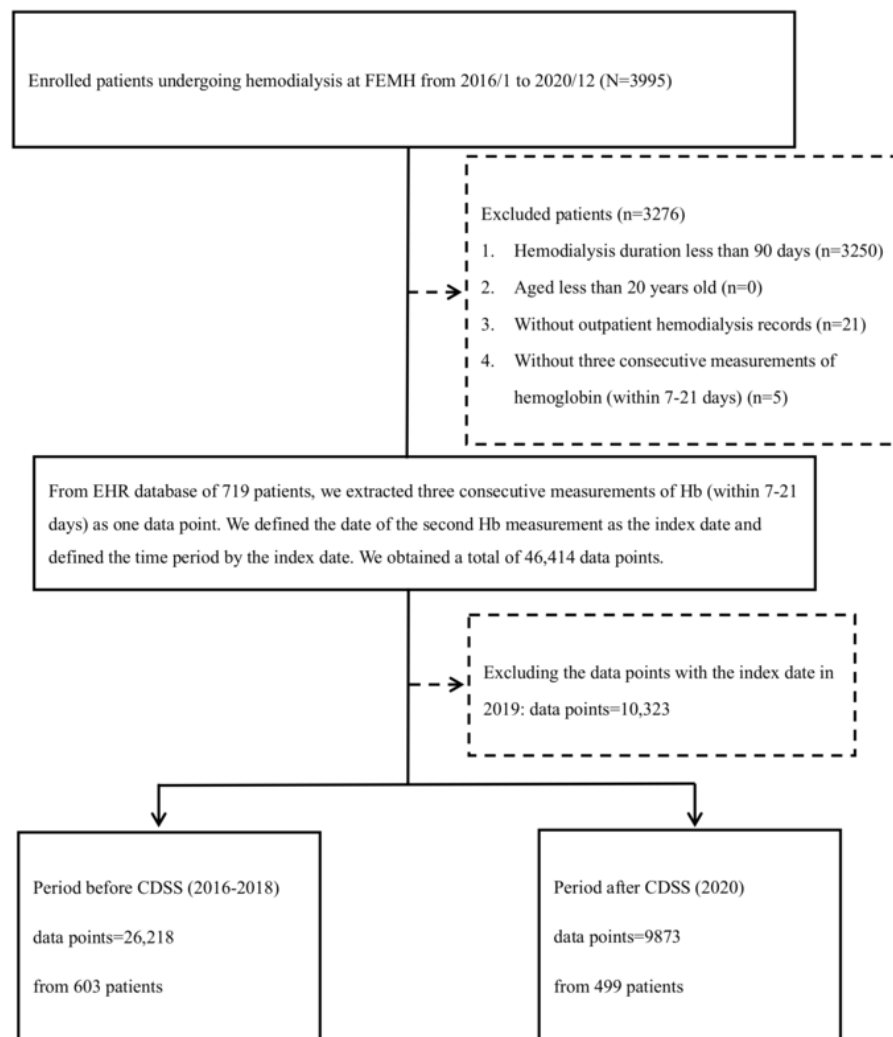 Enrolled patients undergoing hemodialysis at FEMH from 2016/1 to 2020/12 (N=3995)
Excluded patients (n=3276)
1. Hemodialysis duration less than 90 days (n=3250)
2. Aged less than 20 years old (n=0)
3. Without outpatient hemodialysis records (n=21)
4. Without three consecutive measurements of
hemoglobin (within 7-21 days) (n=5)
From EHR database of 719 patients, we extracted three consecutive measurements of Hb (within 7-21
days) as one data point. We defined the date of the second Hb measurement as the index date and
defined the time period by the index date. We obtained a total of 46,414 data points.
Excluding the data points with the index date in
2019: data points=10,323
Period before CDSS (2016-2018)
data points=26,218
from 603 patients
Period after CDSS (2020)
data points=9873
from 499 patients